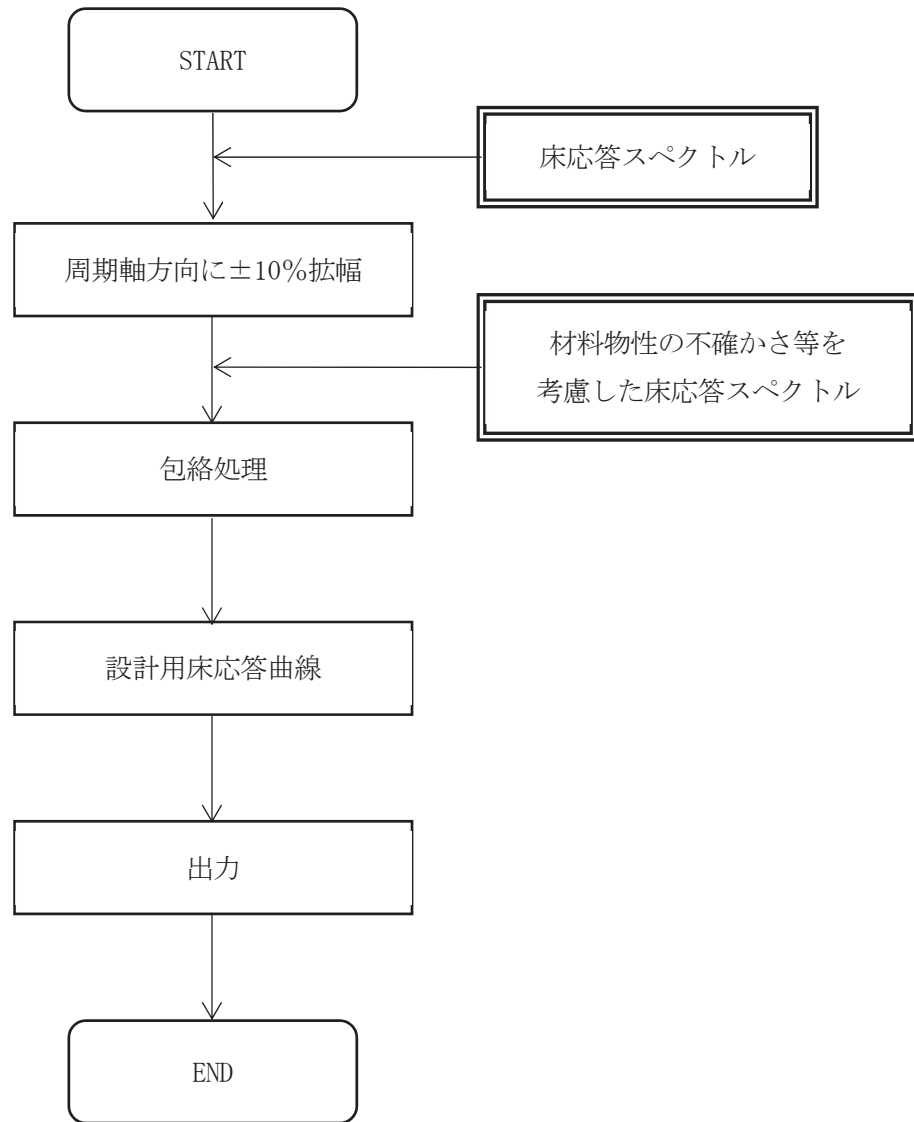 START
床応答スペクトル
周期軸方向に±10％拡幅
材料物性の不確かさ等を
考慮した床応答スペクトル
包絡処理
設計用床応答曲線
出力
END